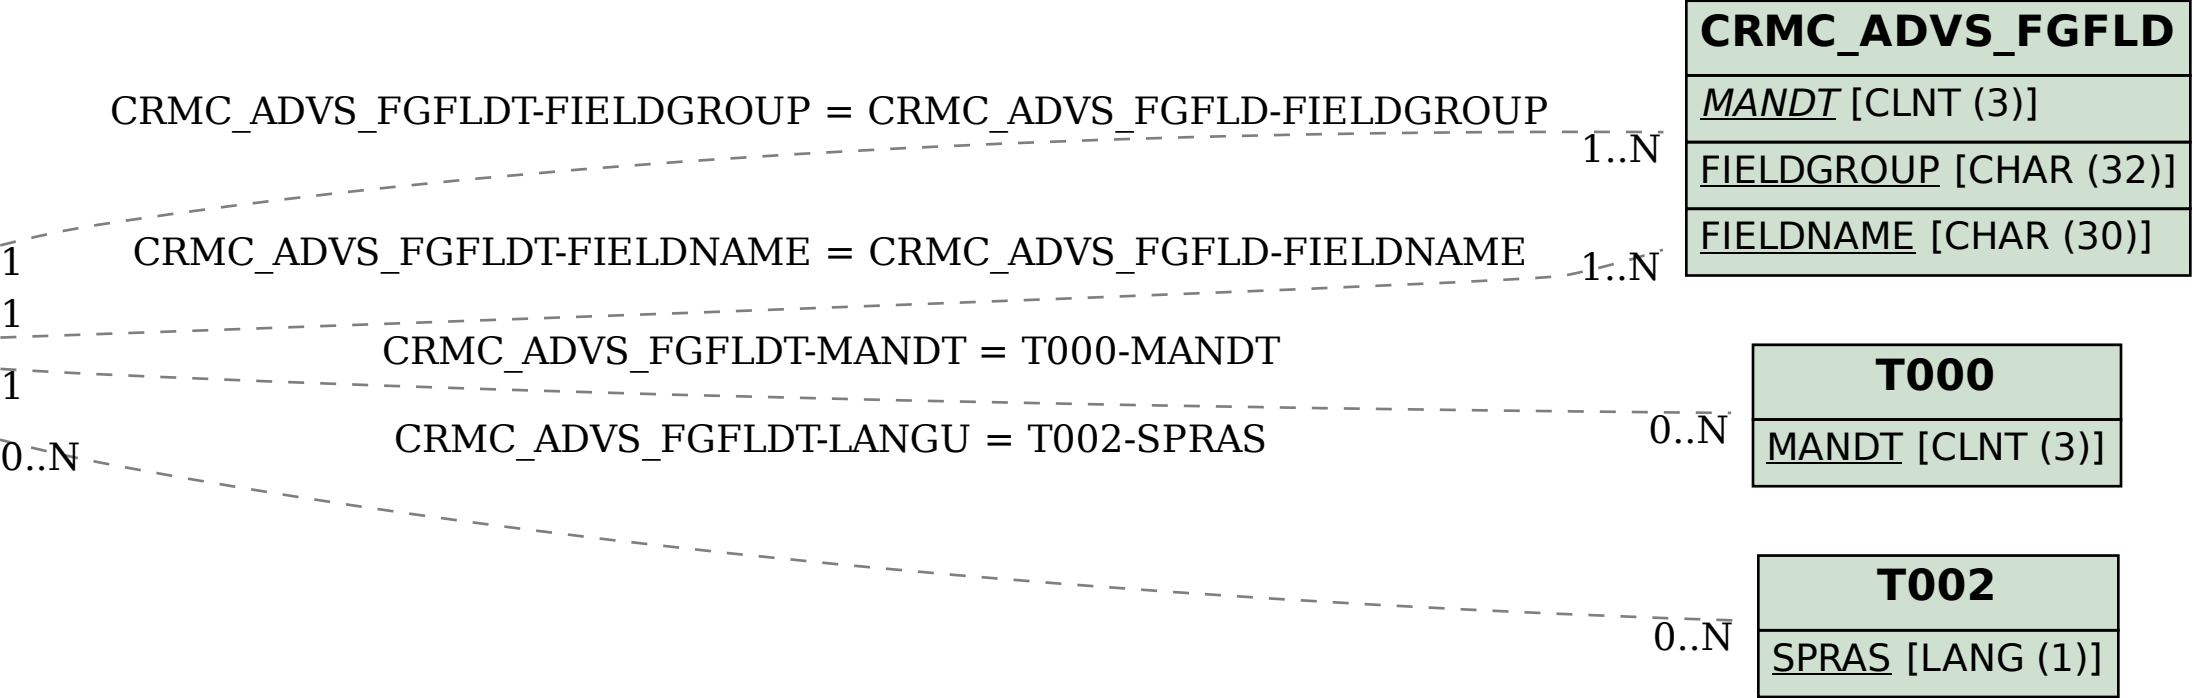 CRMC_ADVS_FGFLD
CRMC_ADVS_FGFLDT-FIELDGROUP = CRMC_ADVS_FGFLD-FIELDGROUP
MANDT [CLNT (3)]
1..N
FIELDGROUP [CHAR (32)]
1
CRMC_ADVS_FGFLDT-FIELDNAME = CRMC_ADVS_FGFLD-FIELDNAME
1..N
FIELDNAME [CHAR (30)]
1
CRMC_ADVS_FGFLDT-MANDT = T000-MANDT
T000
1
0..N
MANDT [CLNT (3)]
CRMC_ADVS_FGFLDT-LANGU = T002-SPRAS
0..N
T002
0..N
SPRAS [LANG (1)]